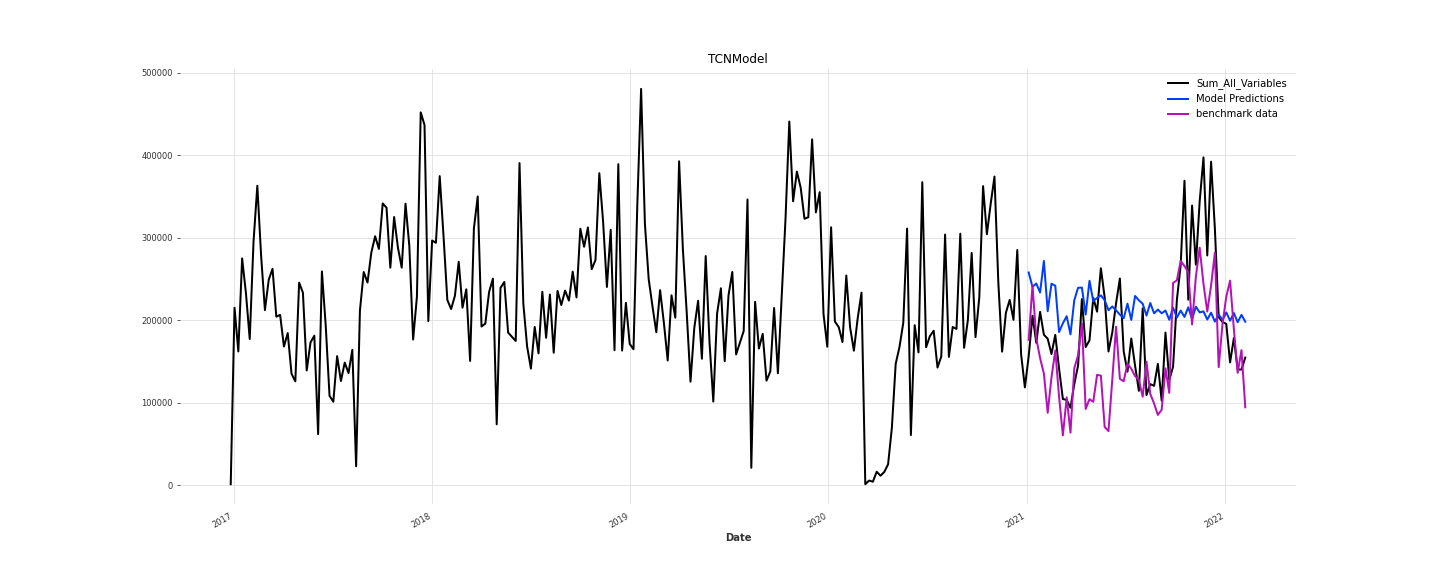 TCNModel
500000
400000
300000
200000
100000
0
Sum_All_Variables
Model Predictions
benchmark data
2017
2018
2019
2020
2021
2022
Date